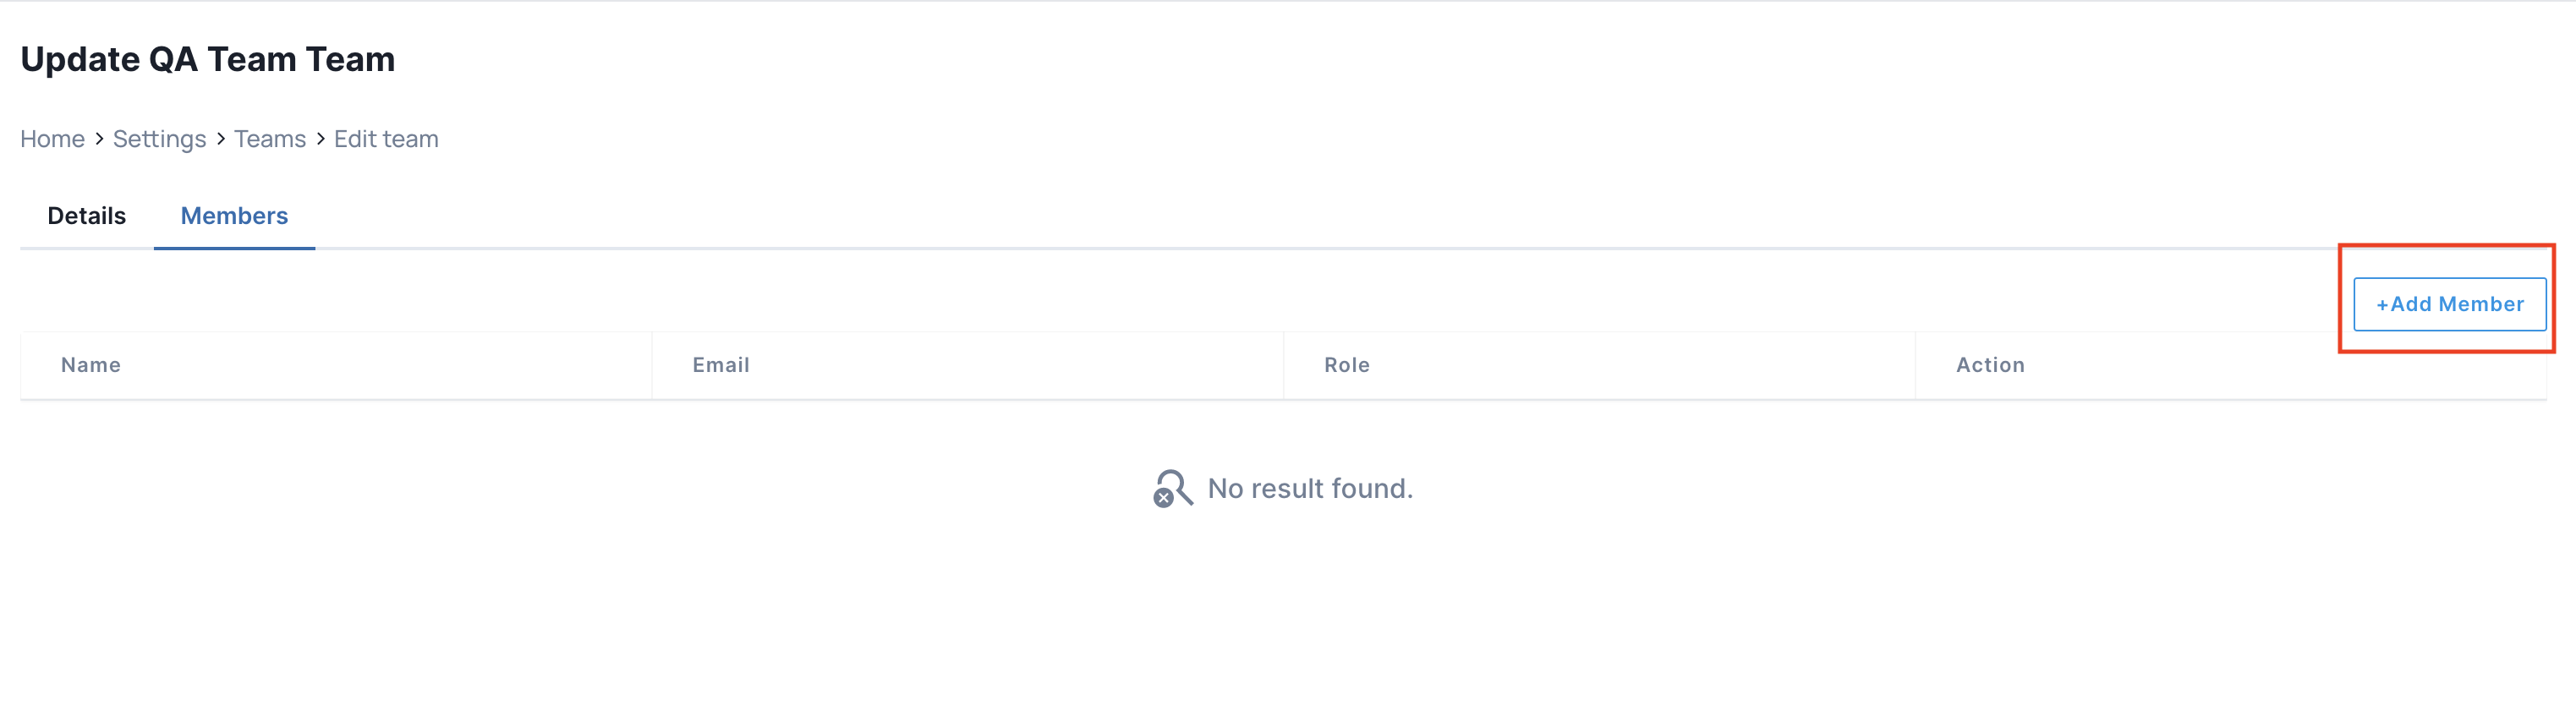 Update QA Team Team
Home > Settings > Teams > Edit team
Details Members
+Add Member
Name Email Role Action
No result found.